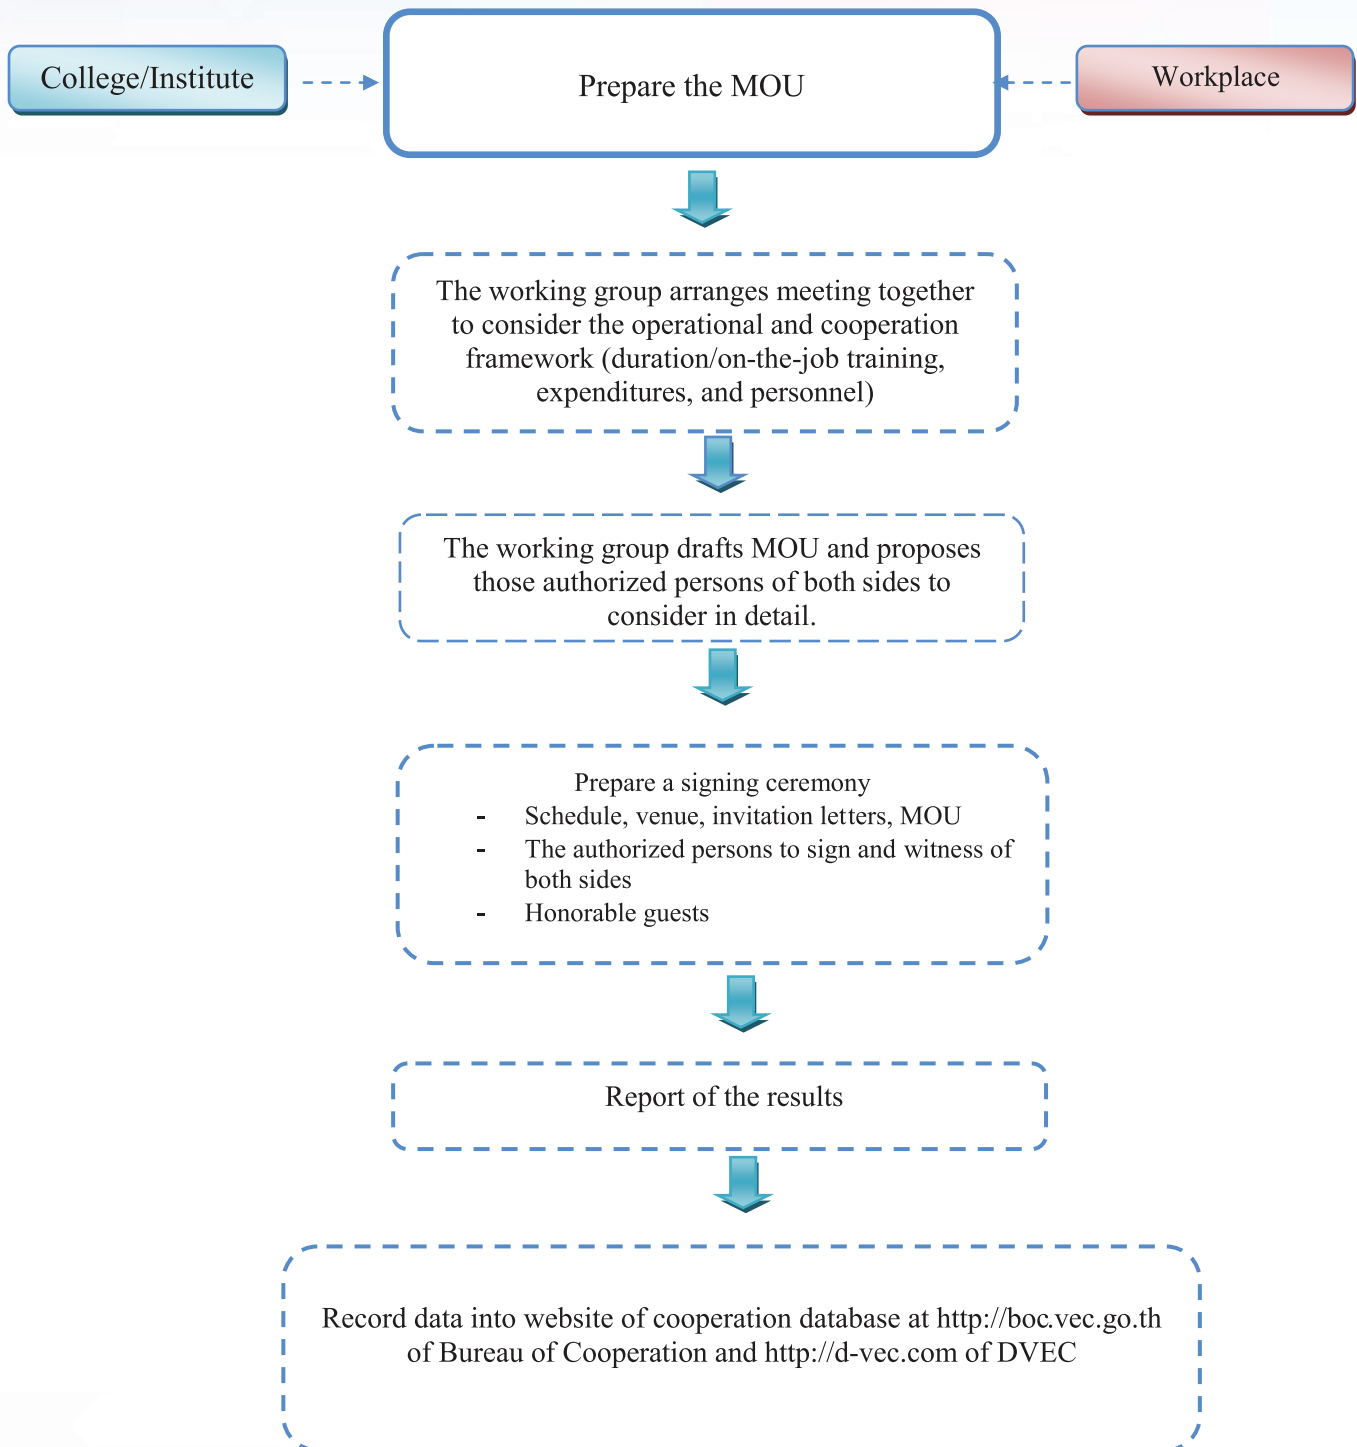 College/Institute
Prepare the MOU
Workplace
The working group arranges meeting together
to consider the operational and cooperation
framework (duration/on-the-job training,
expenditures, and personnel)
The working group drafts MOU and proposes
those authorized persons of both sides to
consider in detail.
Prepare a signing ceremony
- Schedule, venue, invitation letters, MOU
- The authorized persons to sign and witness of
both sides
- Honorable guests
Report of the results
Record data into website of cooperation database at http://boc.vec.go.th
of Bureau of Cooperation and http://d-vec.com of DVEC